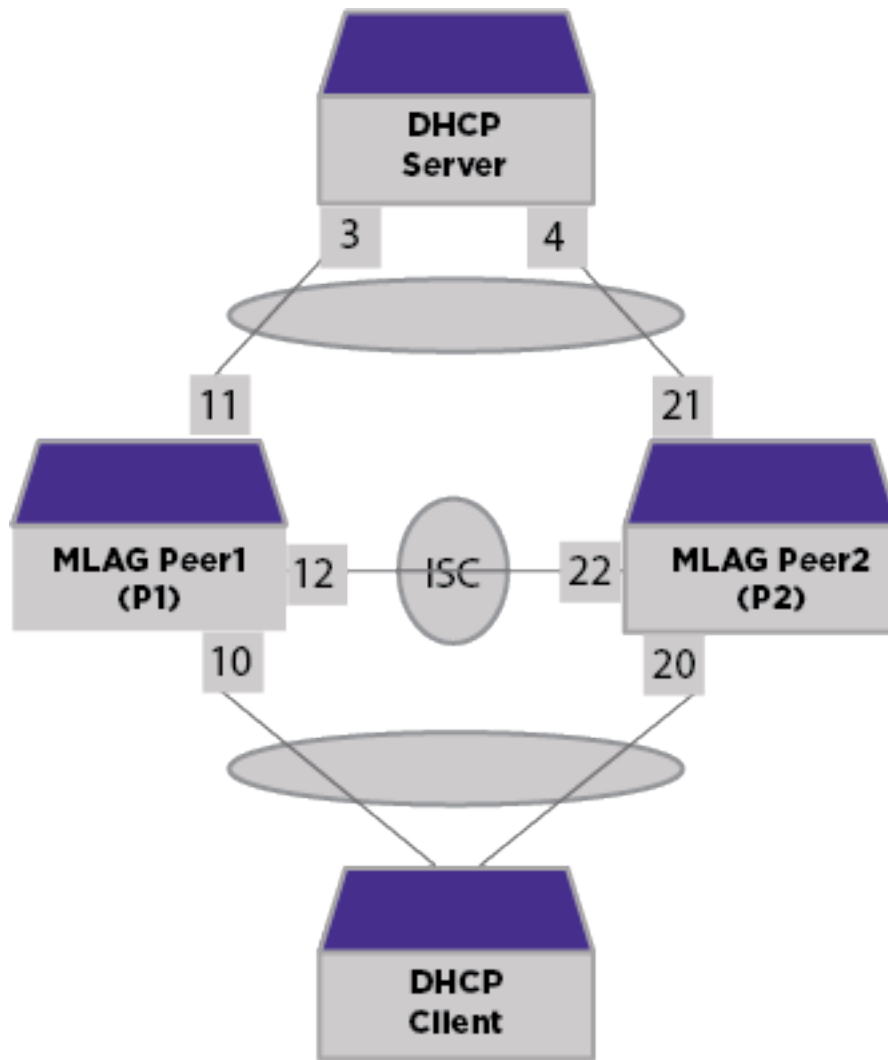 DHCP
Server
3
4
11
21
MLAG Peer1
(P1)
12
ISC
22
MLAG Peer2
(P2)
10
20
DHCP
Client